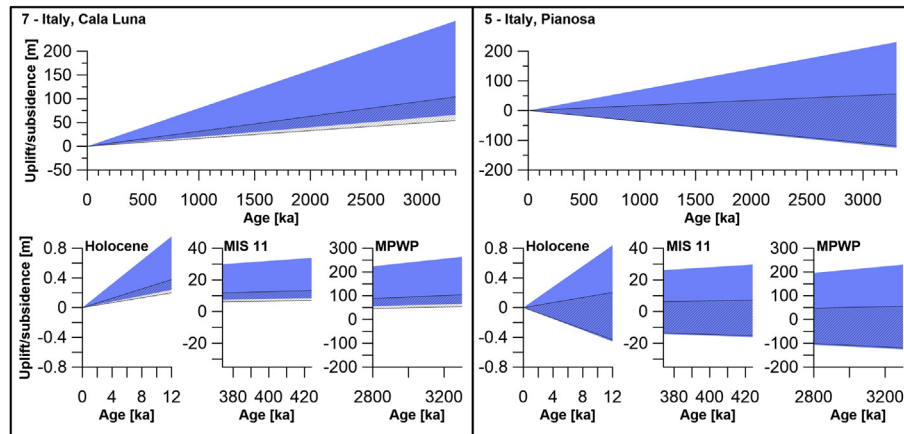 7 - Italy, Cala Luna
Uplift/subsidence [m]
200
150
100
50
0
-50
0 500 1000 1500 2000 2500 3000
Age [ka]
Holocene
Uplift/subsidence [m]
0.8
0.4
0
-0.4
-0.8
0 4 8 12
Age [ka]
MIS 11
40
20
0
-20
380 400 420
Age [ka]
MPWP
300
200
100
50
0
-100
-200
2800 3200
Age [ka]
5 - Italy, Pianosa
200
100
0
-100
-200
0 500 1000 1500 2000 2500 3000
Age [ka]
Holocene
0.8
0.4
0
-0.4
-0.8
0 4 8 12
Age [ka]
MIS 11
40
20
0
-20
380 400 420
Age [ka]
MPWP
300
200
100
50
0
-100
-200
2800 3200
Age [ka]